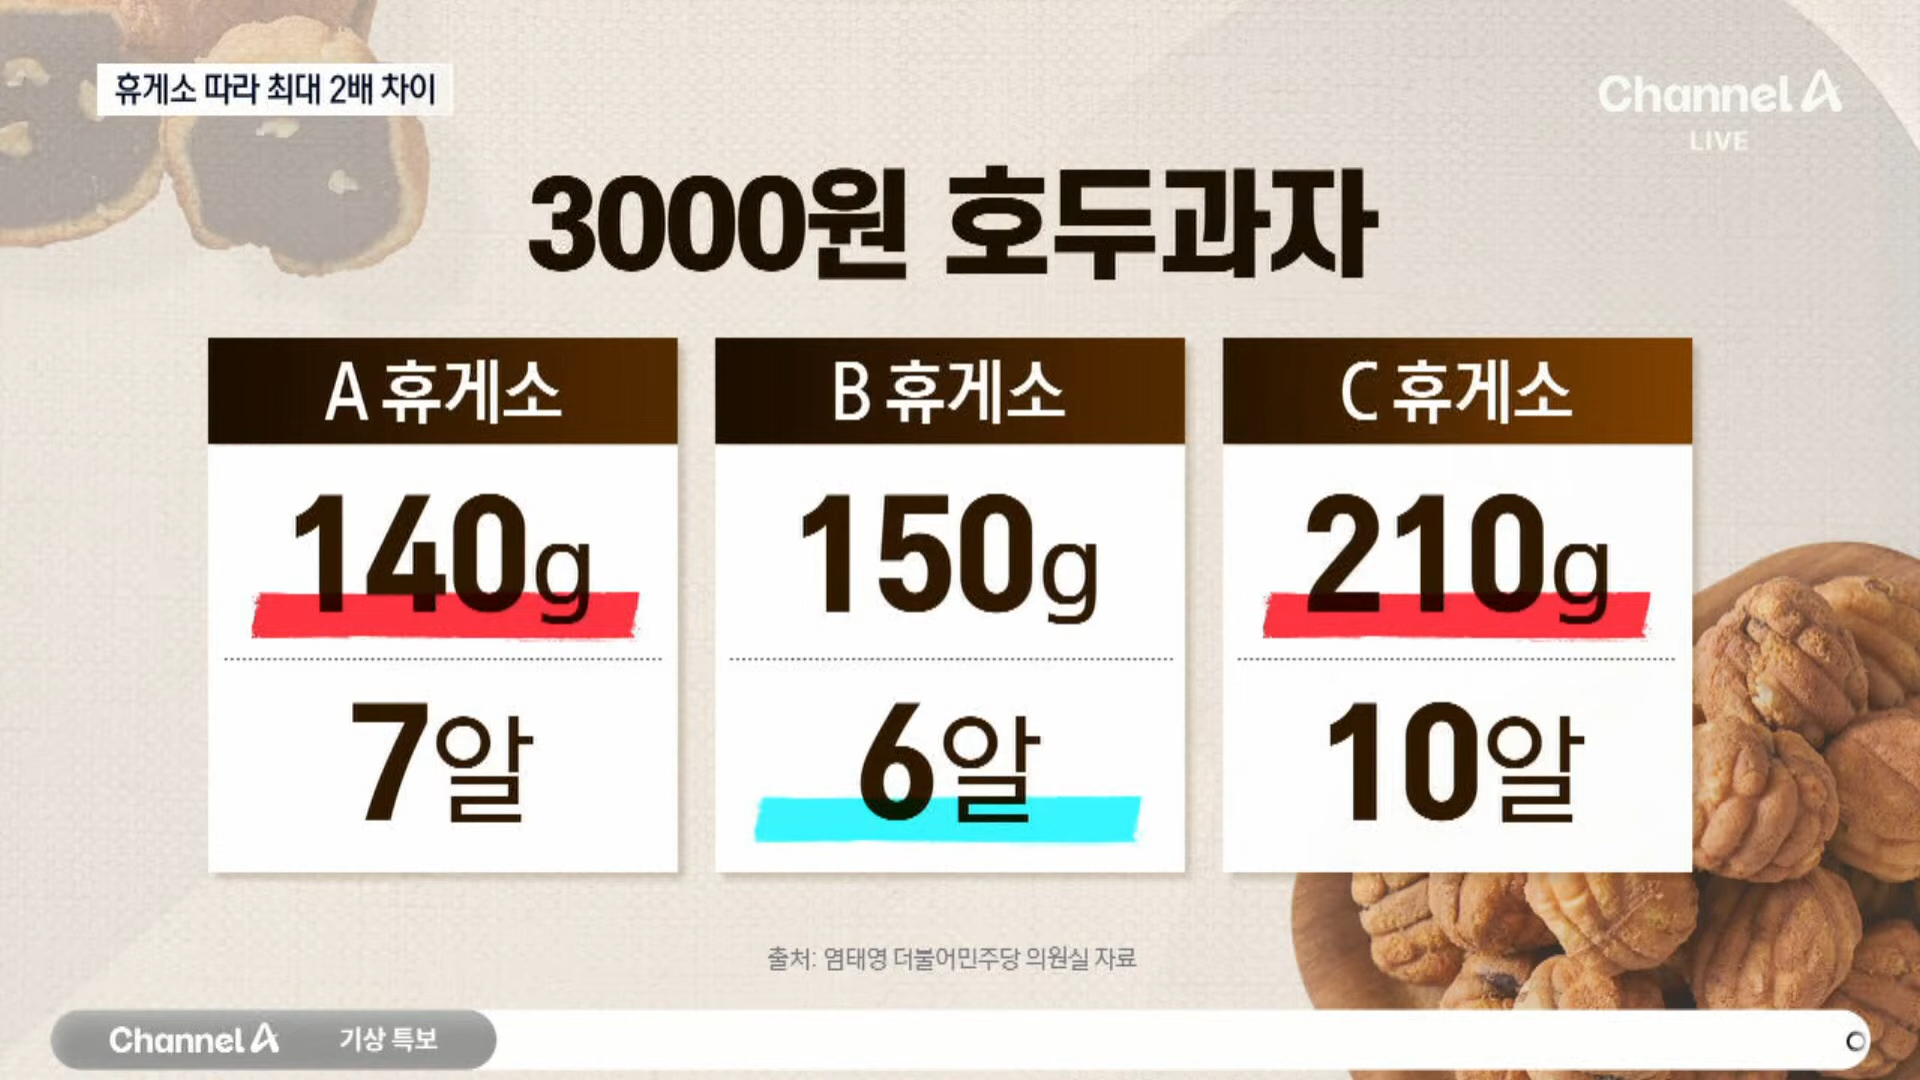 휴게소 따라 최대 2배 차이
Channel A
LIVE
3000원 호두과자
A 휴게소
140g
7알
B 휴게소
150g
6알
C 휴게소
210g
10알
출처: 염태영 더불어민주당 의원실 자료
Channel A 기상 특보